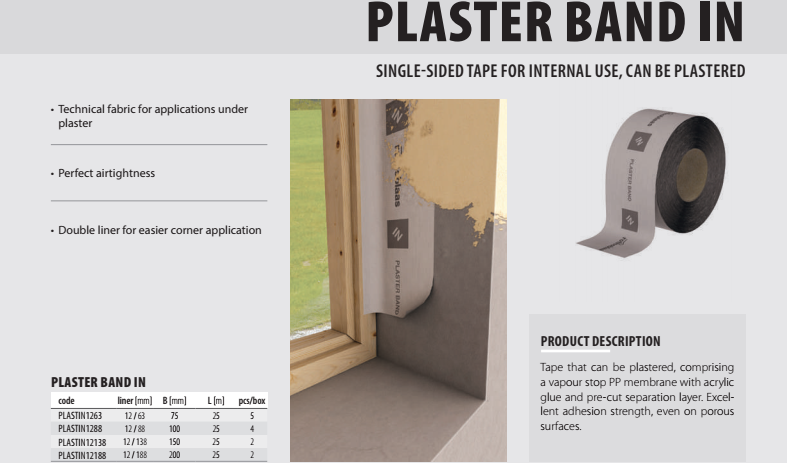 PLASTER BAND IN
SINGLE-SIDED TAPE FOR INTERNAL USE, CAN BE PLASTERED
• Technical fabric for applications under
plaster
• Perfect airtightness
• Double liner for easier corner application
IN
IN
PLASTER BAND
PLASTER BAND
PRODUCT DESCRIPTION
Tape that can be plastered, comprising
a vapour stop PP membrane with acrylic
glue and pre-cut separation layer. Excel-
lent adhesion strength, even on porous
surfaces.
PLASTER BAND IN
code liner [mm] B [mm] L [m] pcs/box
PLASTIN1263 12 / 63 75 25 5
PLASTIN1288 12 / 88 100 25 4
PLASTIN12138 12 / 138 150 25 2
PLASTIN12188 12 / 188 200 25 2